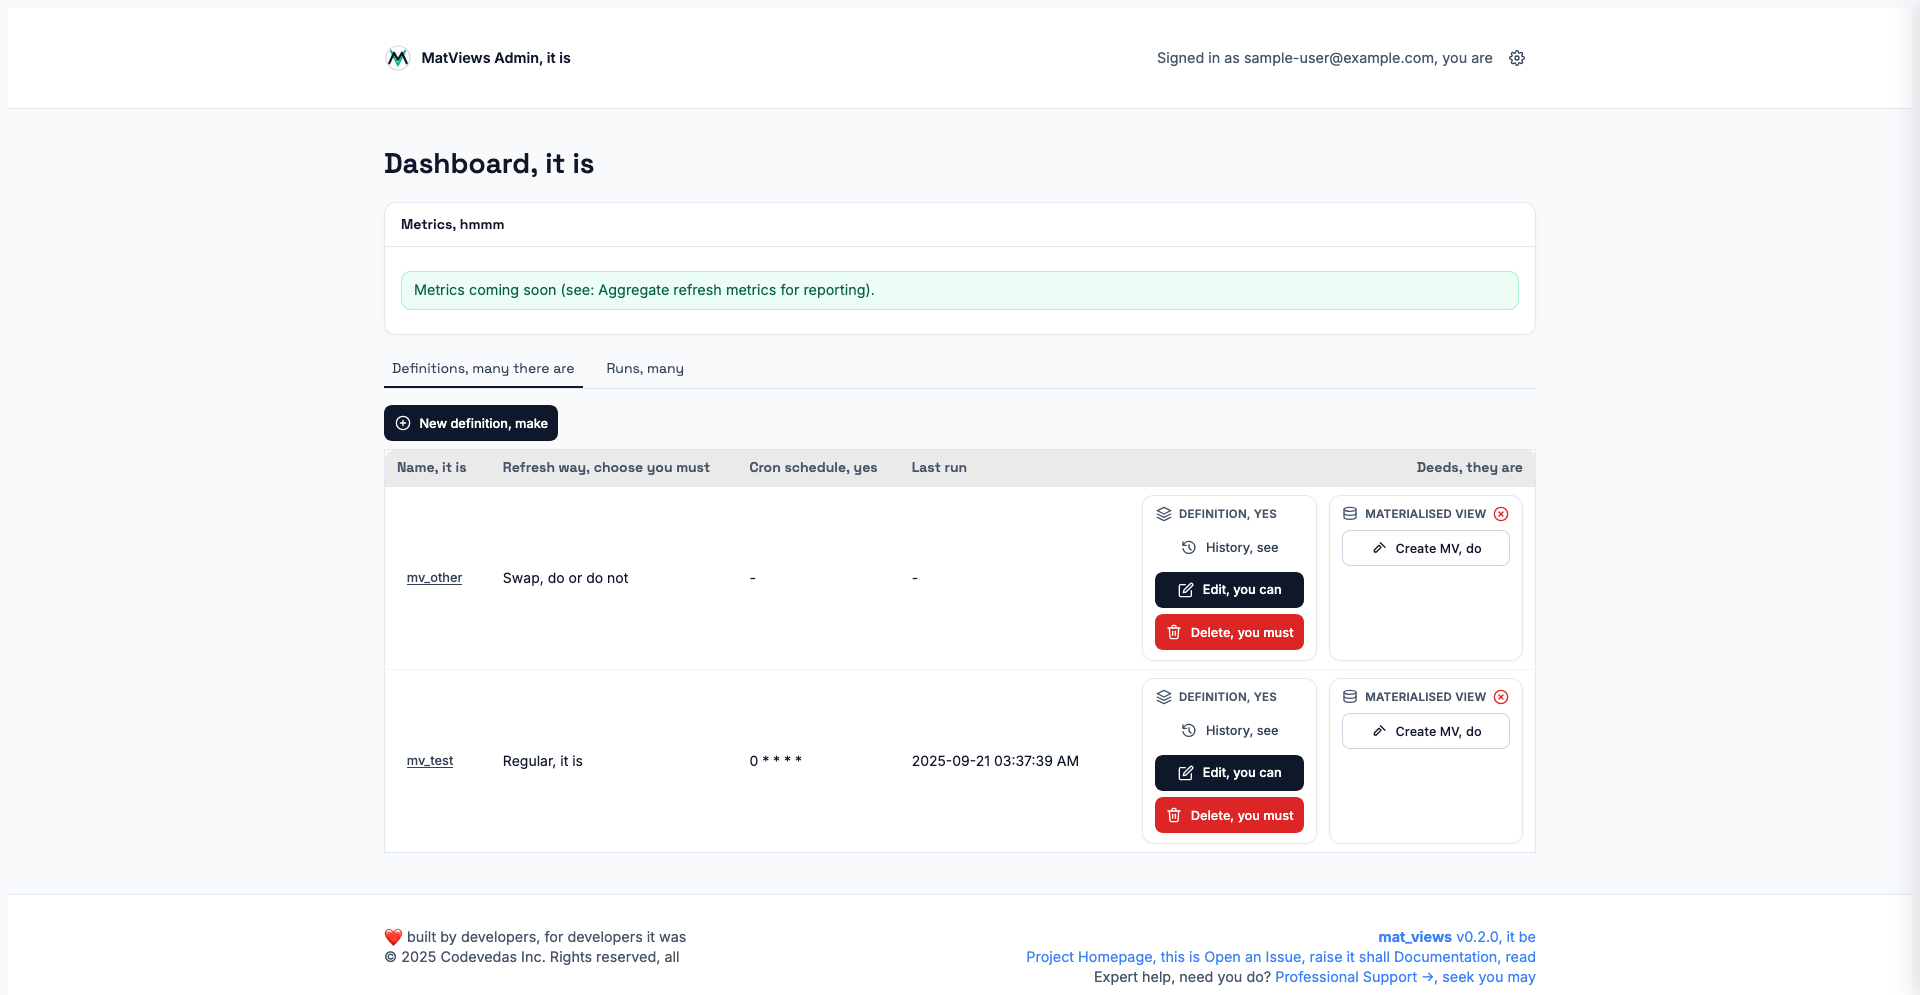 MatViews Admin, it is
Signed in as sample-user@example.com, you are
Dashboard, it is
Metrics, hmmm
Metrics coming soon (see: Aggregate refresh metrics for reporting).
Definitions, many there are
Runs, many
New definition, make
Name, it is
Refresh way, choose you must
Cron schedule, yes
Last run
Deeds, they are
mv_other
Swap, do or do not
-
-
DEFINITION, YES
History, see
Edit, you can
Delete, you must
MATERIALISED VIEW
Create MV, do
mv_test
Regular, it is
0 * * * *
2025-09-21 03:37:39 AM
DEFINITION, YES
History, see
Edit, you can
Delete, you must
MATERIALISED VIEW
Create MV, do
❤️ built by developers, for developers it was
© 2025 Codevedas Inc. Rights reserved, all
mat_views v0.2.0, it be
Project Homepage, this is Open an Issue, raise it shall Documentation, read
Expert help, need you do? Professional Support →, seek you may